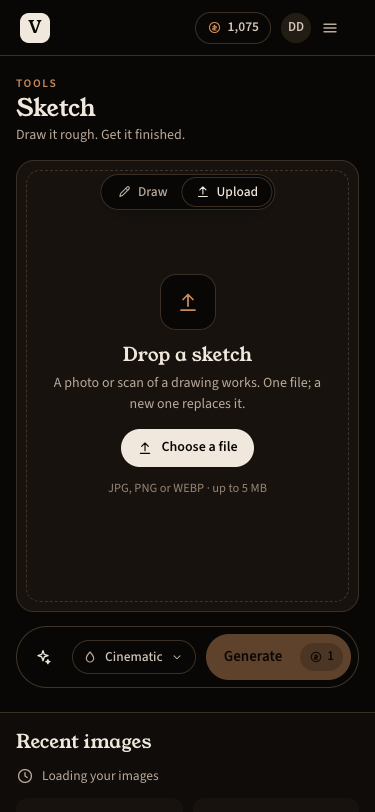 V
1,075
DD
TOOLS
Sketch
Draw it rough. Get it finished.
Draw
Upload
Drop a sketch
A photo or scan of a drawing works. One file; a
new one replaces it.
Choose a file
JPG, PNG or WEBP · up to 5 MB
Cinematic
Generate
1
Recent images
Loading your images